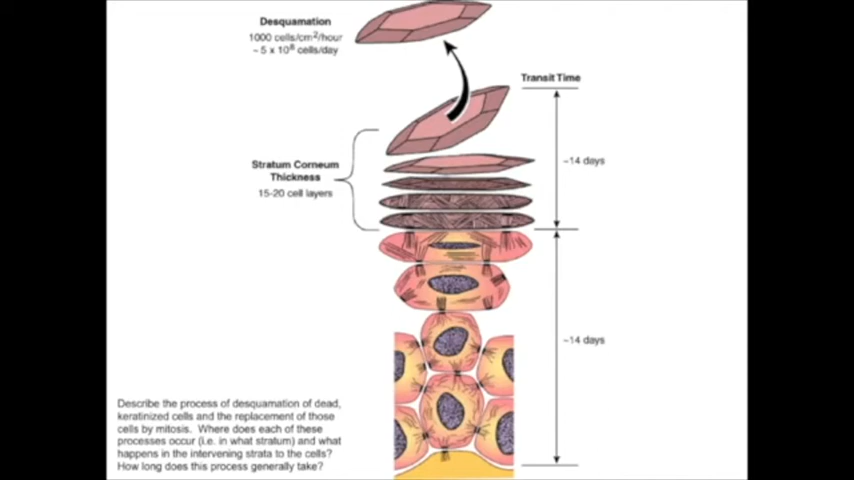 Desquamation
1000 cells/cm²/hour
~ 5 x 10⁸ cells/day
Transit Time
~14 days
Stratum Corneum
Thickness
15-20 cell layers
~14 days
Describe the process of desquamation of dead,
keratinized cells and the replacement of those
cells by mitosis. Where does each of these
processes occur (i.e. in what stratum) and what
happens in the intervening strata to the cells?
How long does this process generally take?